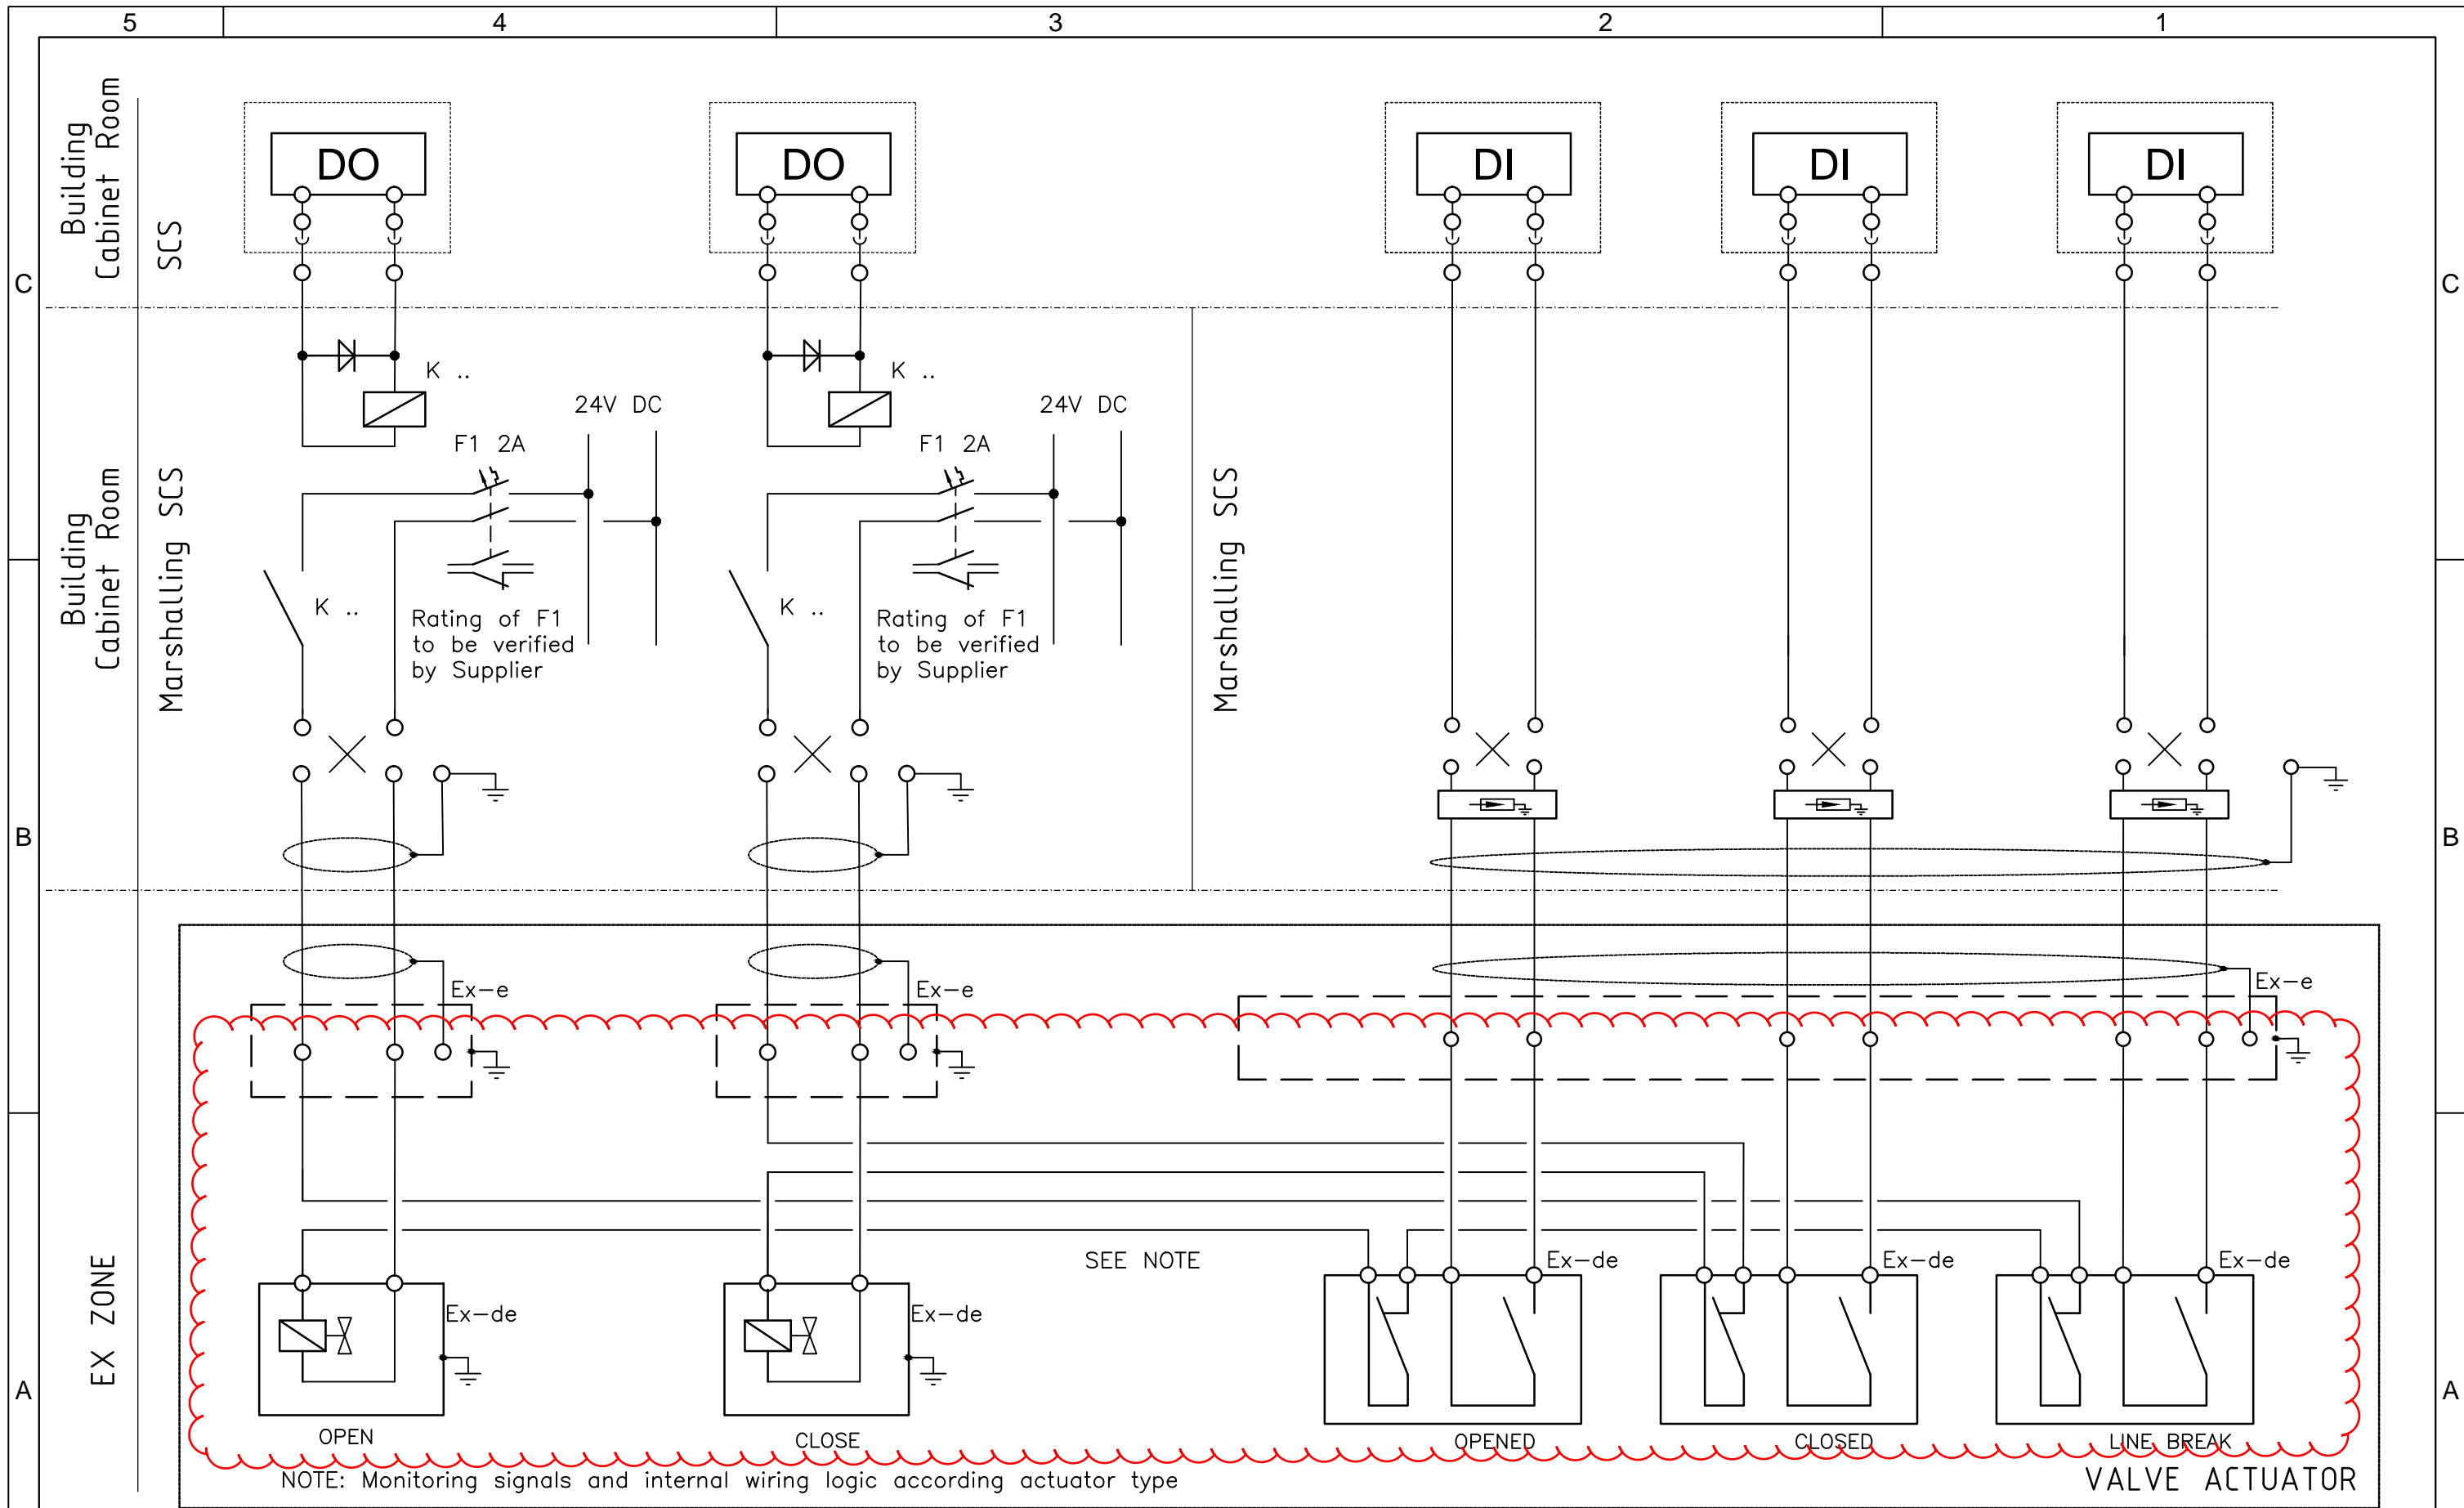 5 4 3 2 1
Building
Cabinet Room
SCS
DO DO DI DI DI
C C
K .. K ..
24V DC 24V DC
F1 2A F1 2A
Building
Cabinet Room
Marshalling SCS
Marshalling SCS
K .. K ..
Rating of F1
to be verified
by Supplier
Rating of F1
to be verified
by Supplier
B B
Ex-e Ex-e Ex-e
EX ZONE
SEE NOTE
Ex-de Ex-de Ex-de
Ex-de Ex-de
A A
OPEN CLOSE OPENED CLOSED LINE BREAK
NOTE: Monitoring signals and internal wiring logic according actuator type
VALVE ACTUATOR